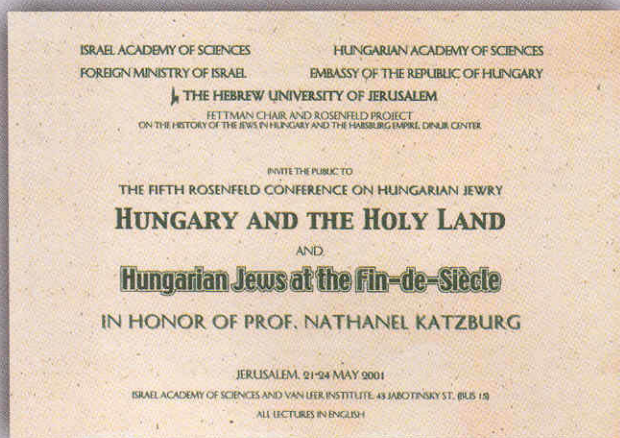 ISRAEL ACADEMY OF SCIENCES HUNGARIAN ACADEMY OF SCIENCES
FOREIGN MINISTRY OF ISRAEL EMBASSY OF THE REPUBLIC OF HUNGARY
THE HEBREW UNIVERSITY OF JERUSALEM
FETTMAN CHAIR AND ROSENFELD PROJECT
ON THE HISTORY OF THE JEWS IN HUNGARY AND THE HABSBURG EMPIRE, DINUR CENTER
INVITE THE PUBLIC TO
THE FIFTH ROSENFELD CONFERENCE ON HUNGARIAN JEWRY
HUNGARY AND THE HOLY LAND
AND
Hungarian Jews at the Fin-de-Siècle
IN HONOR OF PROF. NATHANEL KATZBURG
JERUSALEM, 21-24 MAY 2001
ISRAEL ACADEMY OF SCIENCES AND VAN LEER INSTITUTE, 43 JABOTINSKY ST. (BUS 15)
ALL LECTURES IN ENGLISH